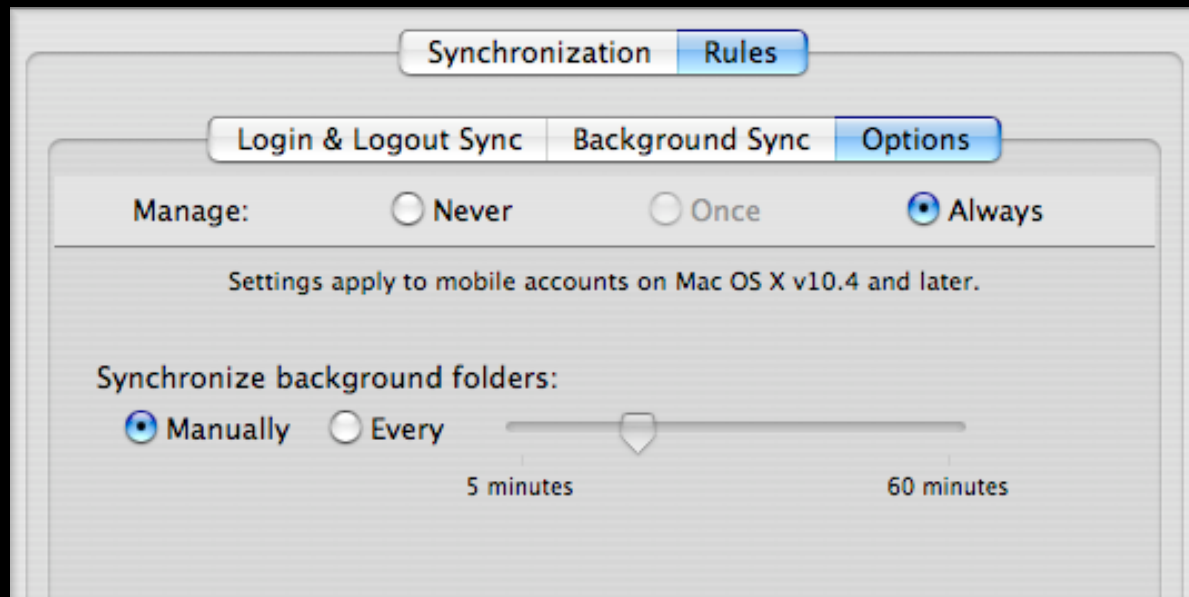 Synchronization Rules
Login & Logout Sync Background Sync Options
Manage: Never Once Always
Settings apply to mobile accounts on Mac OS X v10.4 and later.
Synchronize background folders:
Manually Every
5 minutes 60 minutes